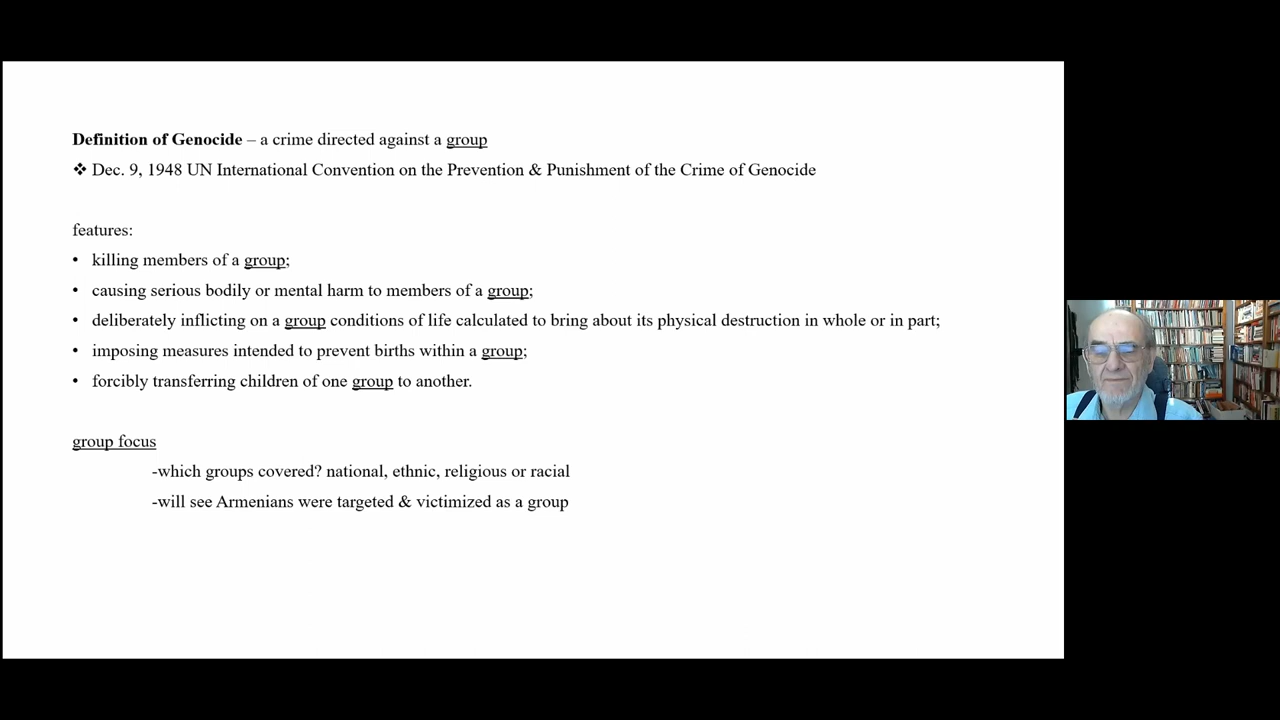 Definition of Genocide – a crime directed against a group
❖ Dec. 9, 1948 UN International Convention on the Prevention & Punishment of the Crime of Genocide
features:
• killing members of a group;
• causing serious bodily or mental harm to members of a group;
• deliberately inflicting on a group conditions of life calculated to bring about its physical destruction in whole or in part;
• imposing measures intended to prevent births within a group;
• forcibly transferring children of one group to another.
group focus
-which groups covered? national, ethnic, religious or racial
-will see Armenians were targeted & victimized as a group